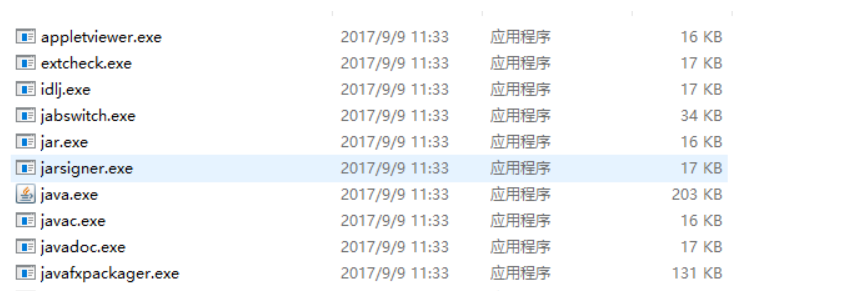 appletviewer.exe 2017/9/9 11:33 应用程序 16 KB
extcheck.exe 2017/9/9 11:33 应用程序 17 KB
idlj.exe 2017/9/9 11:33 应用程序 17 KB
jabswitch.exe 2017/9/9 11:33 应用程序 34 KB
jar.exe 2017/9/9 11:33 应用程序 16 KB
jarsigner.exe 2017/9/9 11:33 应用程序 17 KB
java.exe 2017/9/9 11:33 应用程序 203 KB
javac.exe 2017/9/9 11:33 应用程序 16 KB
javadoc.exe 2017/9/9 11:33 应用程序 17 KB
javafxpackager.exe 2017/9/9 11:33 应用程序 131 KB